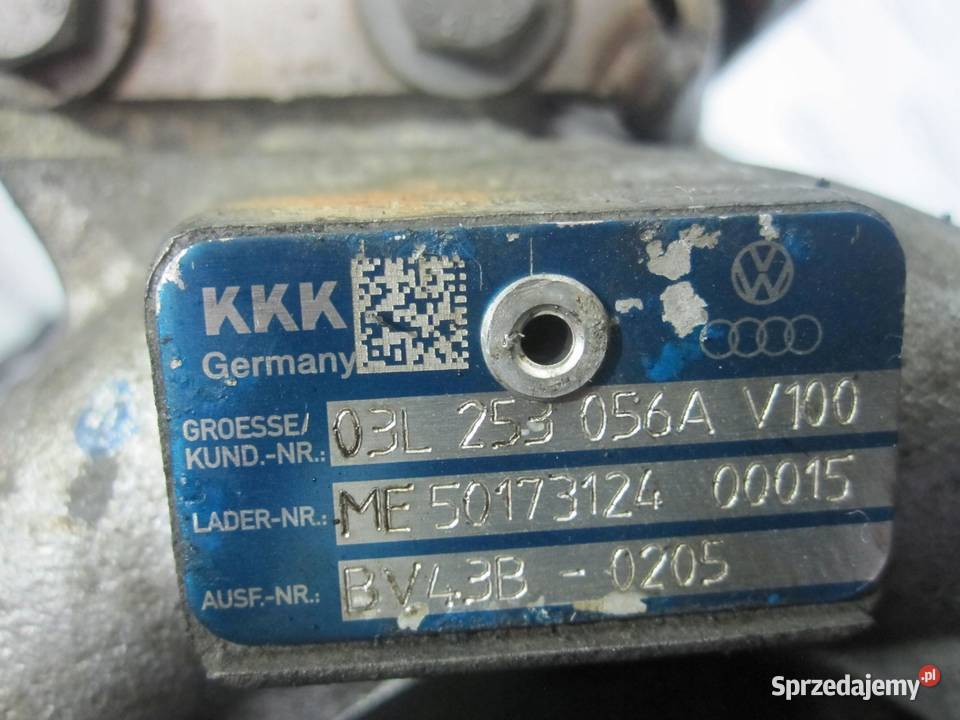 KKK
Germany
GROESSE/
KUND.-NR.: 03L 253 056A V100
LADER-NR.: ME 50173124 00015
AUSF.-NR.: BV43B - 0205
Sprzedajemy.pl